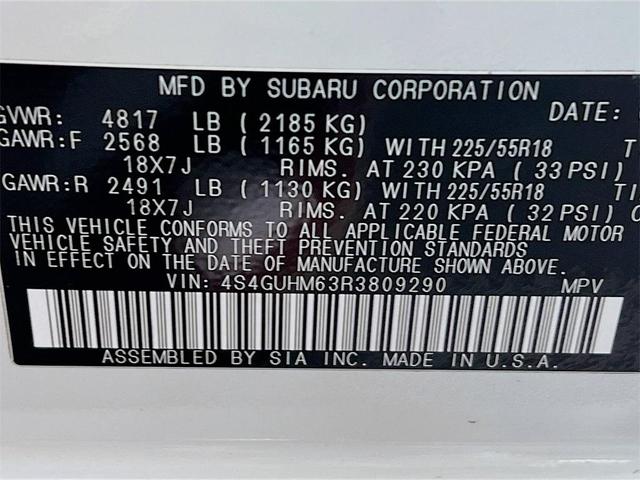 MFD BY SUBARU CORPORATION
GVWR: 4817 LB ( 2185 KG) DATE:
GAWR:F 2568 LB ( 1165 KG) WITH 225/55R18 T
18X7J RIMS. AT 230 KPA ( 33 PSI)
GAWR:R 2491 LB ( 1130 KG) WITH 225/55R18 TI
18X7J RIMS. AT 220 KPA ( 32 PSI) C
THIS VEHICLE CONFORMS TO ALL APPLICABLE FEDERAL MOTOR
VEHICLE SAFETY AND THEFT PREVENTION STANDARDS
IN EFFECT ON THE DATE OF MANUFACTURE SHOWN ABOVE.
VIN: 4S4GUHM63R3809290 MPV
ASSEMBLED BY SIA INC. MADE IN U.S.A.